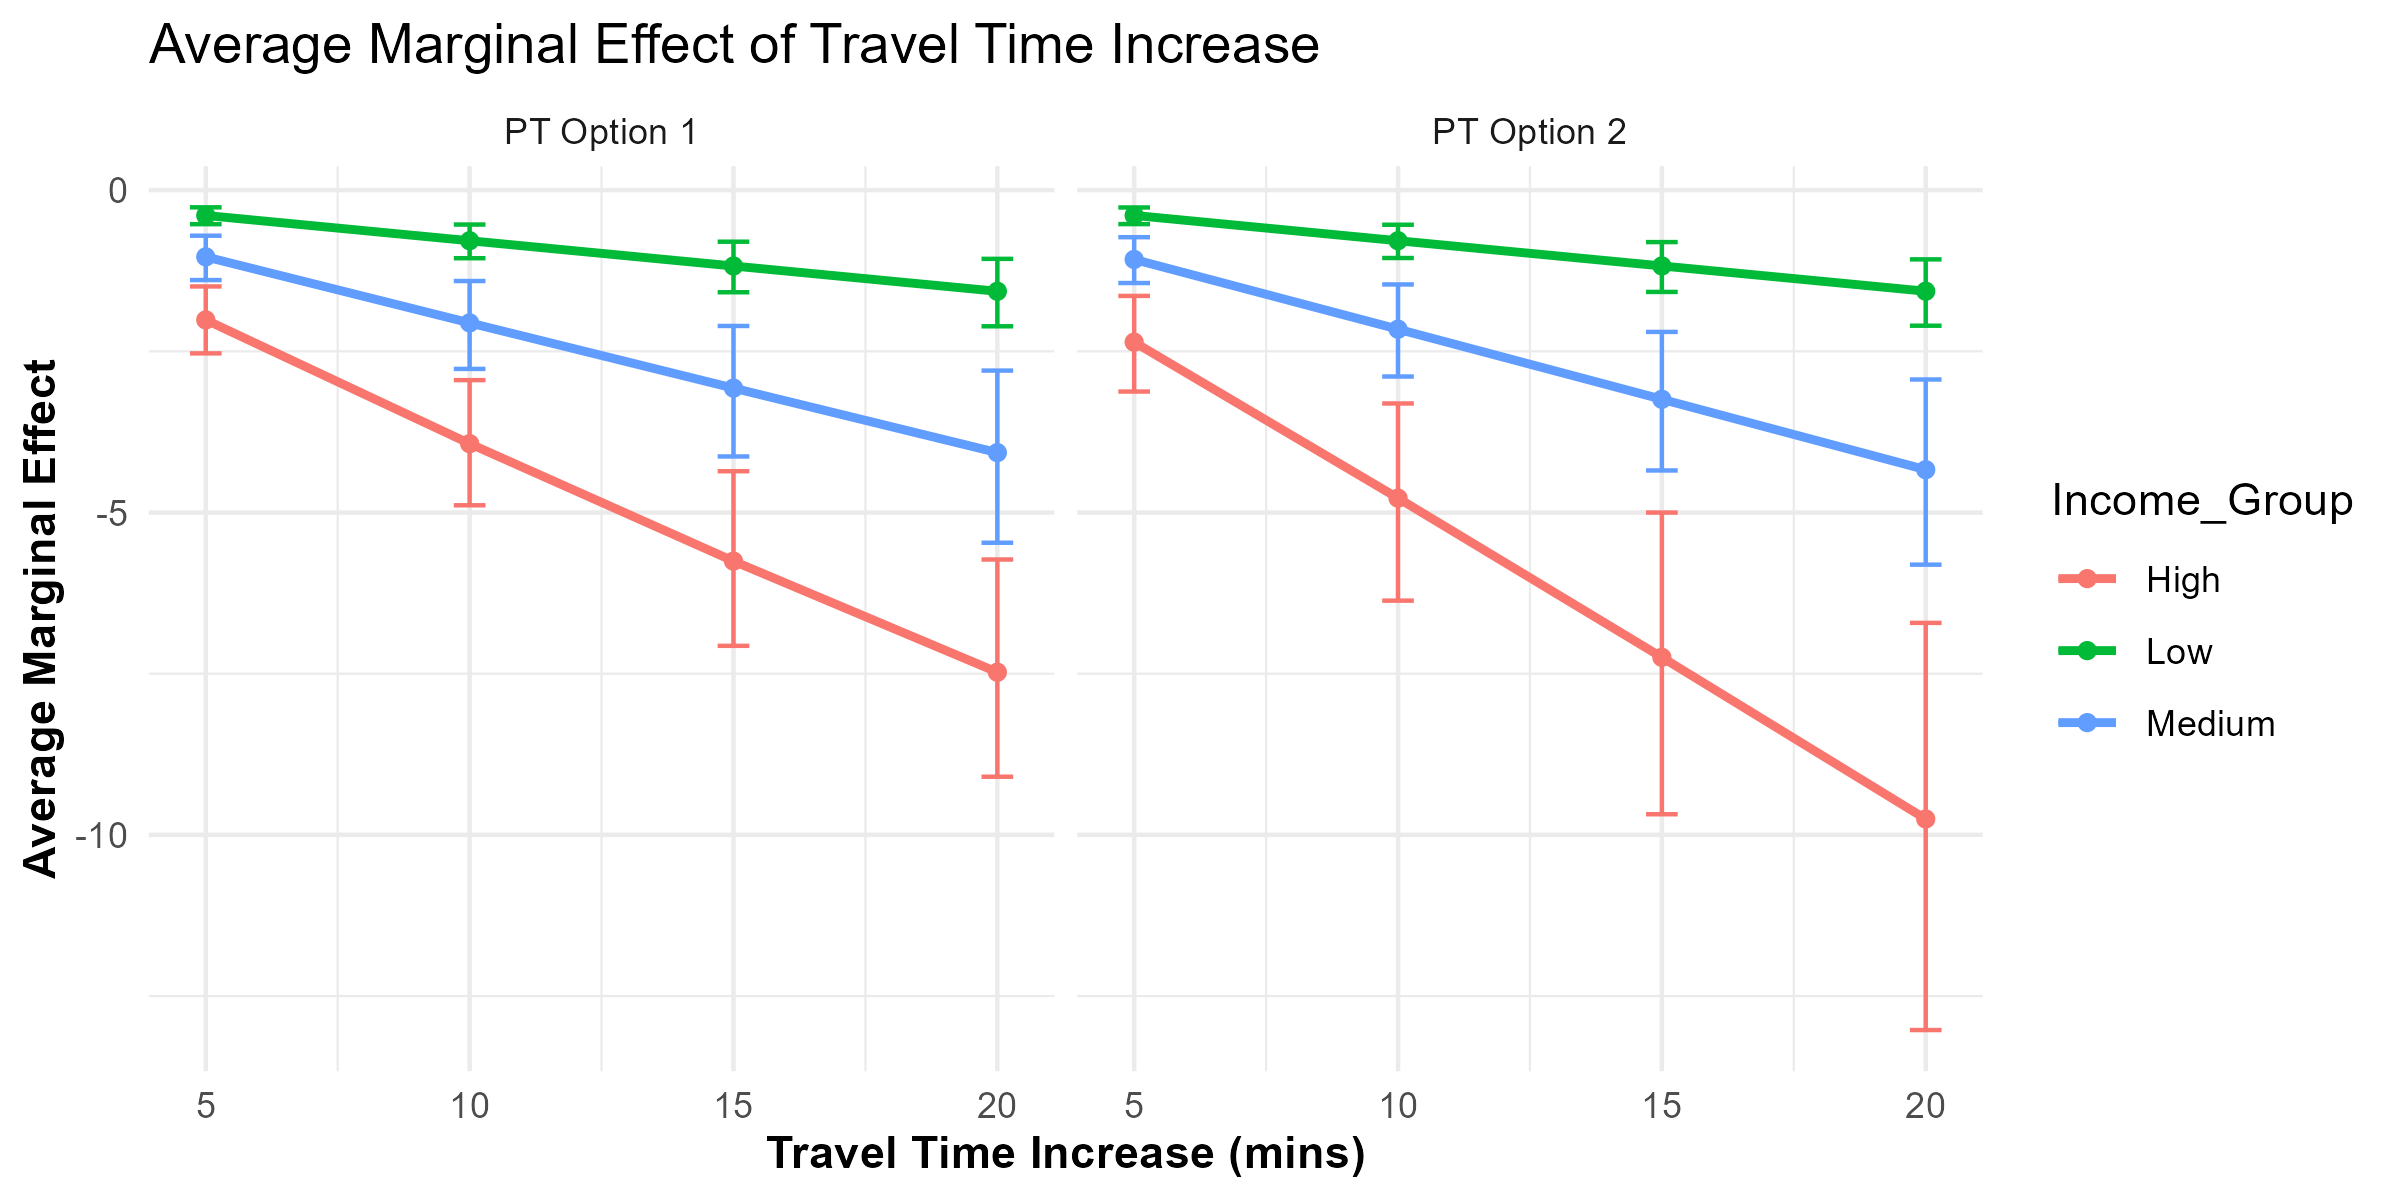 Average Marginal Effect of Travel Time Increase
PT Option 1
PT Option 2
0
-5
-10
Average Marginal Effect
5
10
15
20
5
10
15
20
Travel Time Increase (mins)
Income_Group
High
Low
Medium